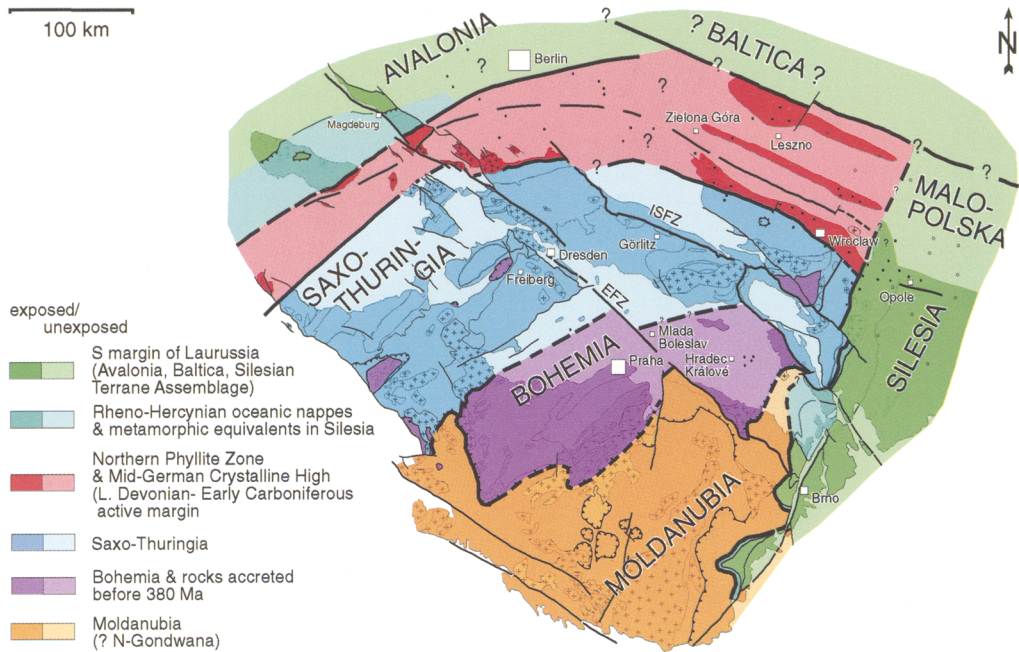 100 km
AVALONIA
? BALTICA ?
N
?
?
?
Berlin
Magdeburg
Zielona Góra
Leszno
?
?
?
?
?
MALO-
POLSKA
ISFZ
Görlitz
Wroclaw
SAXO-
THURIN-
GIA
Dresden
Freiberg
EFZ
Opole
SILESIA
Mlada
Boleslav
Praha
Hradec
Králové
BOHEMIA
MOLDANUBIA
Brno
exposed/
unexposed
S margin of Laurussia
(Avalonia, Baltica, Silesian
Terrane Assemblage)
Rheno-Hercynian oceanic nappes
& metamorphic equivalents in Silesia
Northern Phyllite Zone
& Mid-German Crystalline High
(L. Devonian- Early Carboniferous
active margin
Saxo-Thuringia
Bohemia & rocks accreted
before 380 Ma
Moldanubia
(? N-Gondwana)